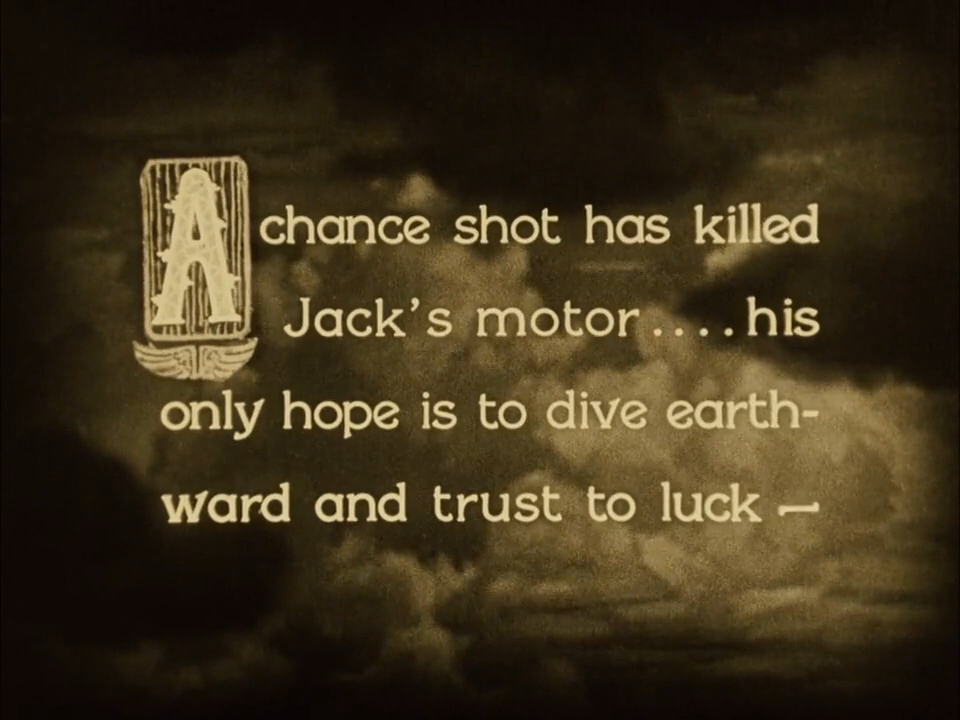 A chance shot has killed
Jack's motor....his
only hope is to dive earth-
ward and trust to luck —